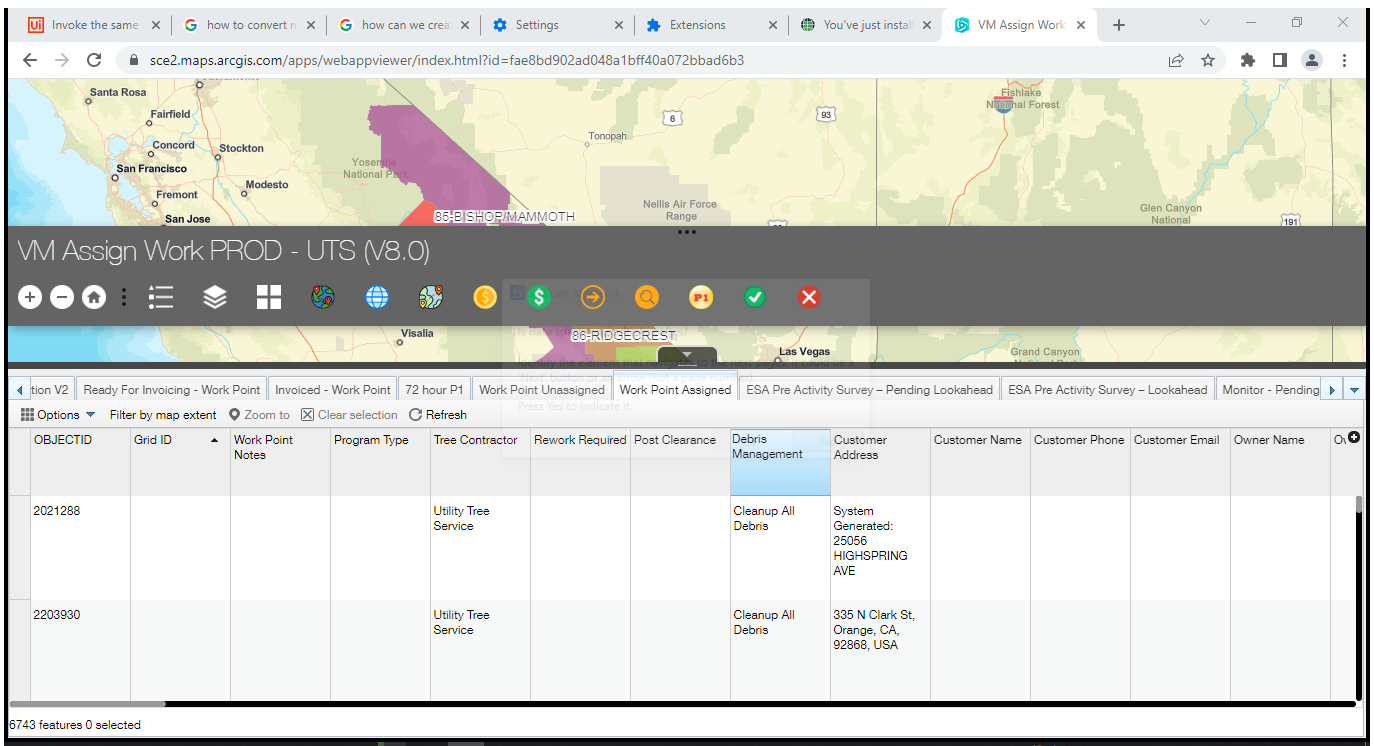 Invoke the same
how to convert n
how can we crea
Settings
Extensions
You've just instal
VM Assign Work
sce2.maps.arcgis.com/apps/webappviewer/index.html?id=fae8bd902ad048a1bff40a072bbad6b3
Santa Rosa
Fairfield
Concord
Stockton
San Francisco
Modesto
Fremont
San Jose
Yosemite
National Park
Tonopah
6
93
Fishlake
National Forest
Nellis Air Force
Range
Glen Canyon
National
191
85-BISHOP/MAMMOTH
VM Assign Work PROD - UTS (V8.0)
P1
86-RIDGECREST
Visalia
Las Vegas
Grand Canyon
National Park
Press Yes to indicate it.
tion V2
Ready For Invoicing - Work Point
Invoiced - Work Point
72 hour P1
Work Point Unassigned
Work Point Assigned
ESA Pre Activity Survey – Pending Lookahead
ESA Pre Activity Survey – Lookahead
Monitor - Pending
Options Filter by map extent Zoom to Clear selection Refresh
OBJECTID
Grid ID
Work Point
Notes
Program Type
Tree Contractor
Rework Required
Post Clearance
Debris
Management
Customer
Address
Customer Name
Customer Phone
Customer Email
Owner Name
2021288
Utility Tree
Service
Cleanup All
Debris
System
Generated:
25056
HIGHSPRING
AVE
2203930
Utility Tree
Service
Cleanup All
Debris
335 N Clark St,
Orange, CA,
92868, USA
6743 features 0 selected